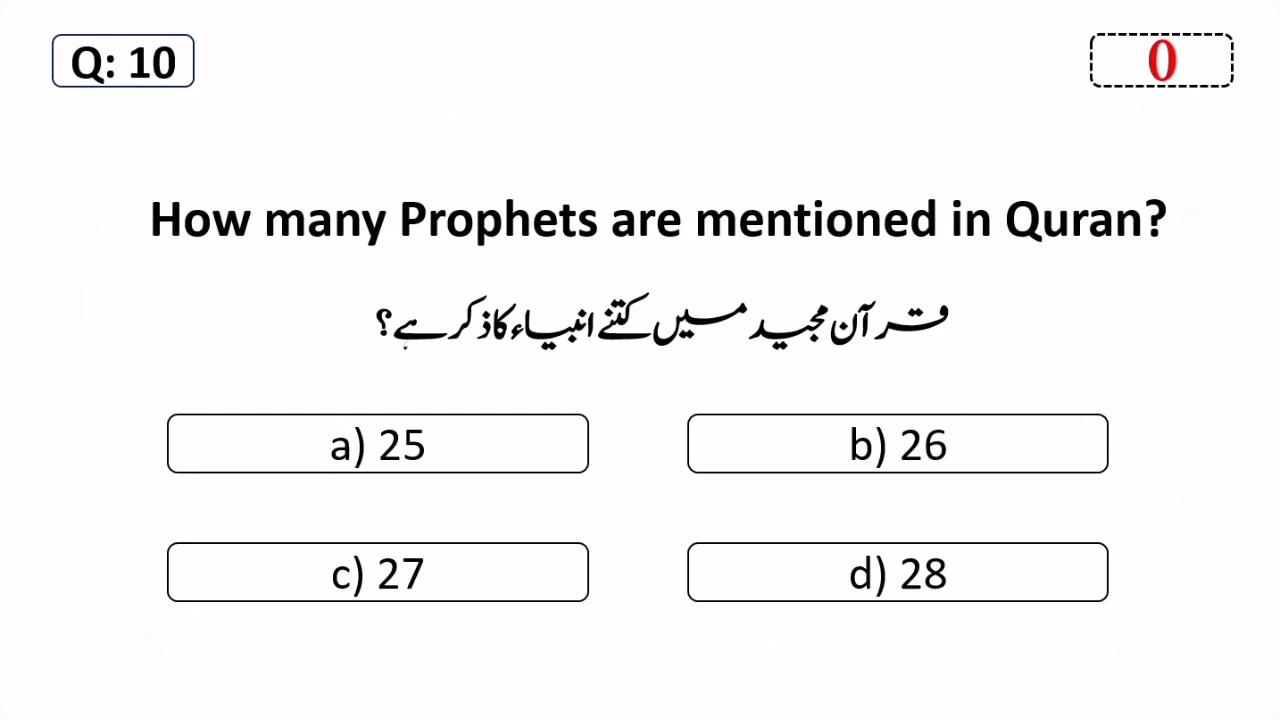 Q: 10
0
How many Prophets are mentioned in Quran?
قرآن مجید میں کتنے انبیاء کا ذکر ہے؟
a) 25
b) 26
c) 27
d) 28